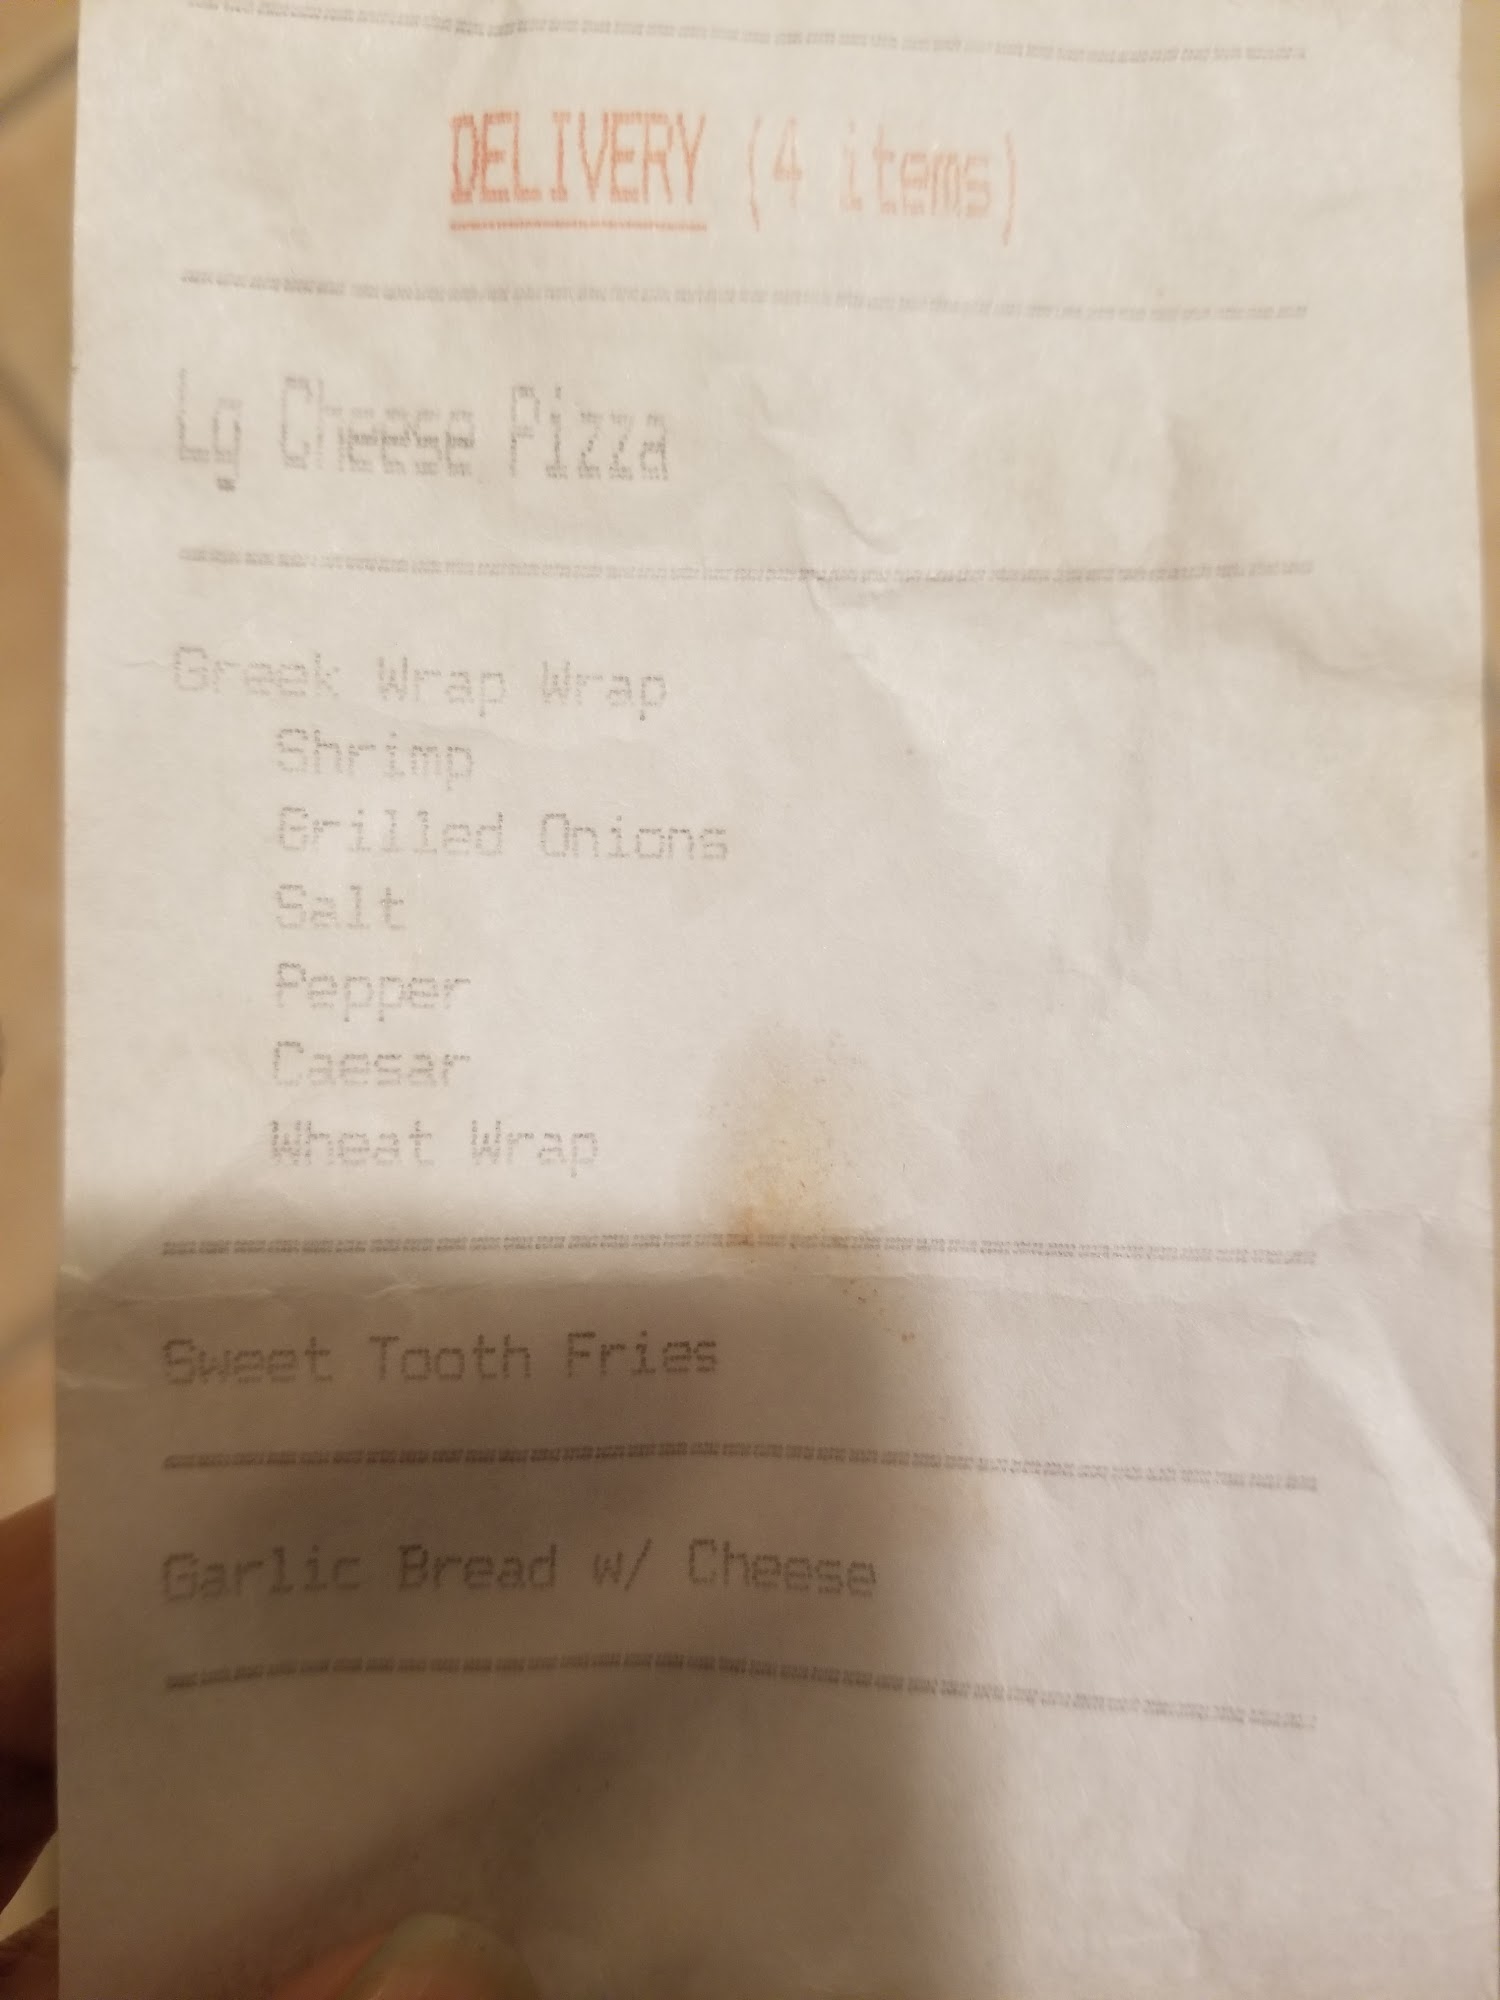 DELIVERY (4 items)
Lg Cheese Pizza
Greek Wrap Wrap
Shrimp
Grilled Onions
Salt
Pepper
Caesar
Wheat Wrap
Sweet Tooth Fries
Garlic Bread w/ Cheese